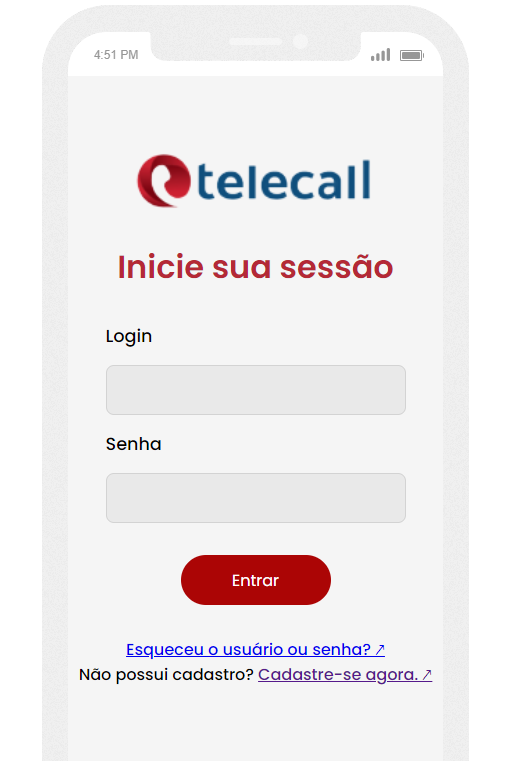 4:51 PM
telecall
Inicie sua sessão
Login
Senha
Entrar
Esqueceu o usuário ou senha? ↗
Não possui cadastro? Cadastre-se agora. ↗